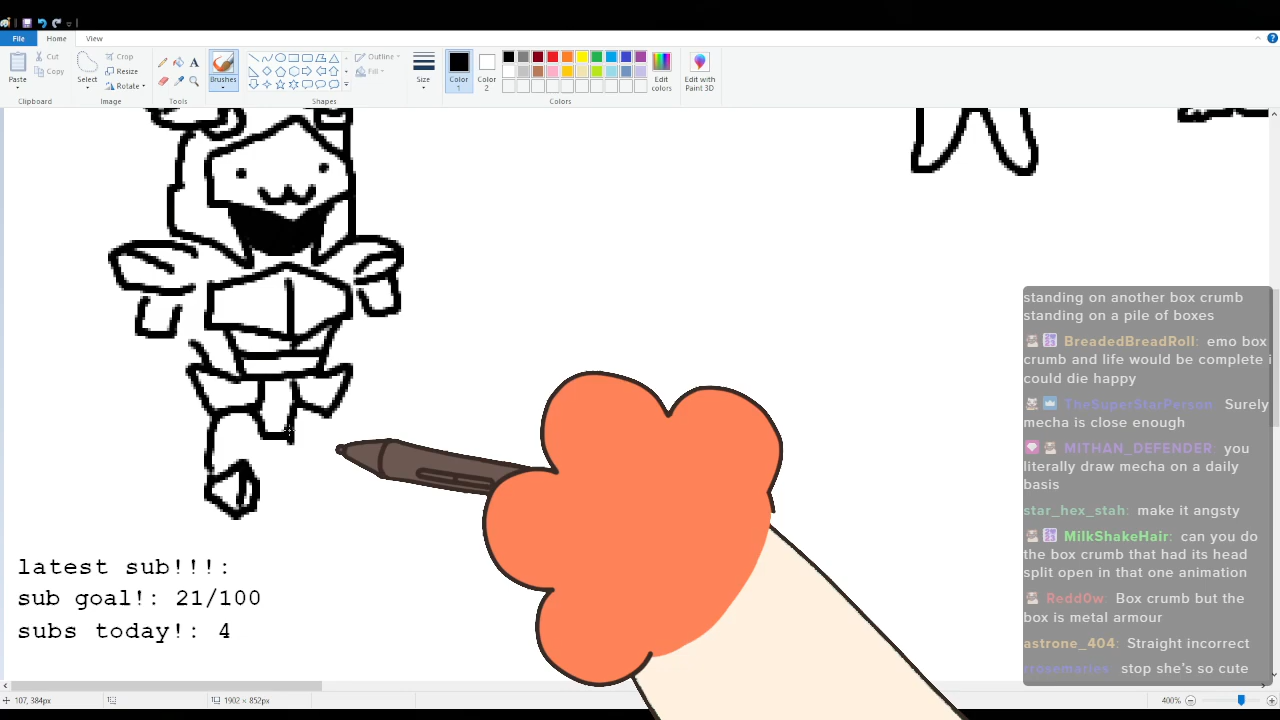 File
Home
View
Cut
Copy
Paste
Clipboard
Crop
Resize
Rotate
Select
Image
Tools
Brushes
Outline
Fill
Shapes
Size
Color
1
Color
2
Edit
colors
Edit with
Paint 3D
Colors
latest sub!!!:
sub goal!: 21/100
subs today!: 4
standing on another box crumb
standing on a pile of boxes
BreadedBreadRoll: emo box
crumb and life would be complete i
could die happy
TheSuperStarPerson: Surely
mecha is close enough
MITHAN_DEFENDER: you
literally draw mecha on a daily
basis
star_hex_stah: make it angsty
MilkShakeHair: can you do
the box crumb that had its head
split open in that one animation
Redd0w: Box crumb but the
box is metal armour
astrone_404: Straight incorrect
rrosemaries: stop she's so cute
107, 384px
1902 × 852px
400%